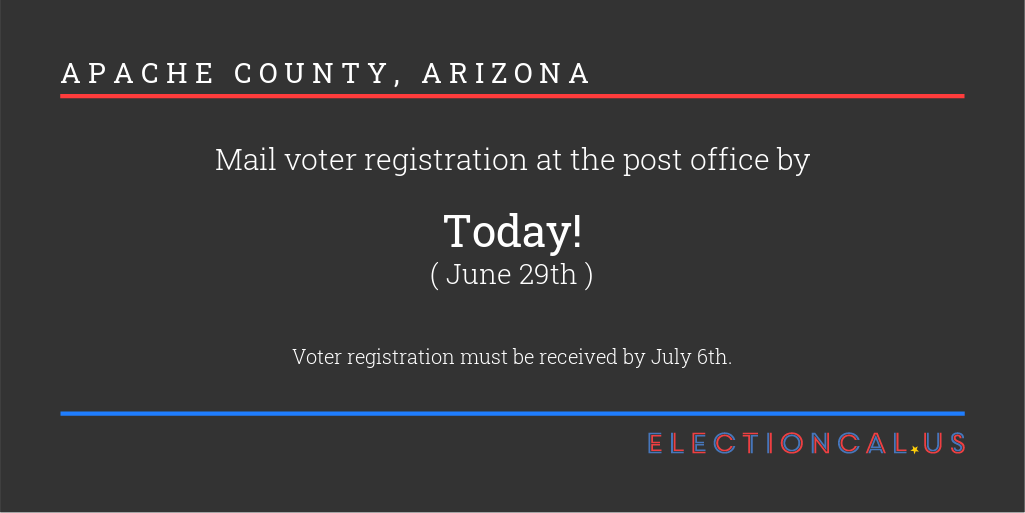 APACHE COUNTY, ARIZONA
Mail voter registration at the post office by
Today!
( June 29th )
Voter registration must be received by July 6th.
ELECTIONCAL.US